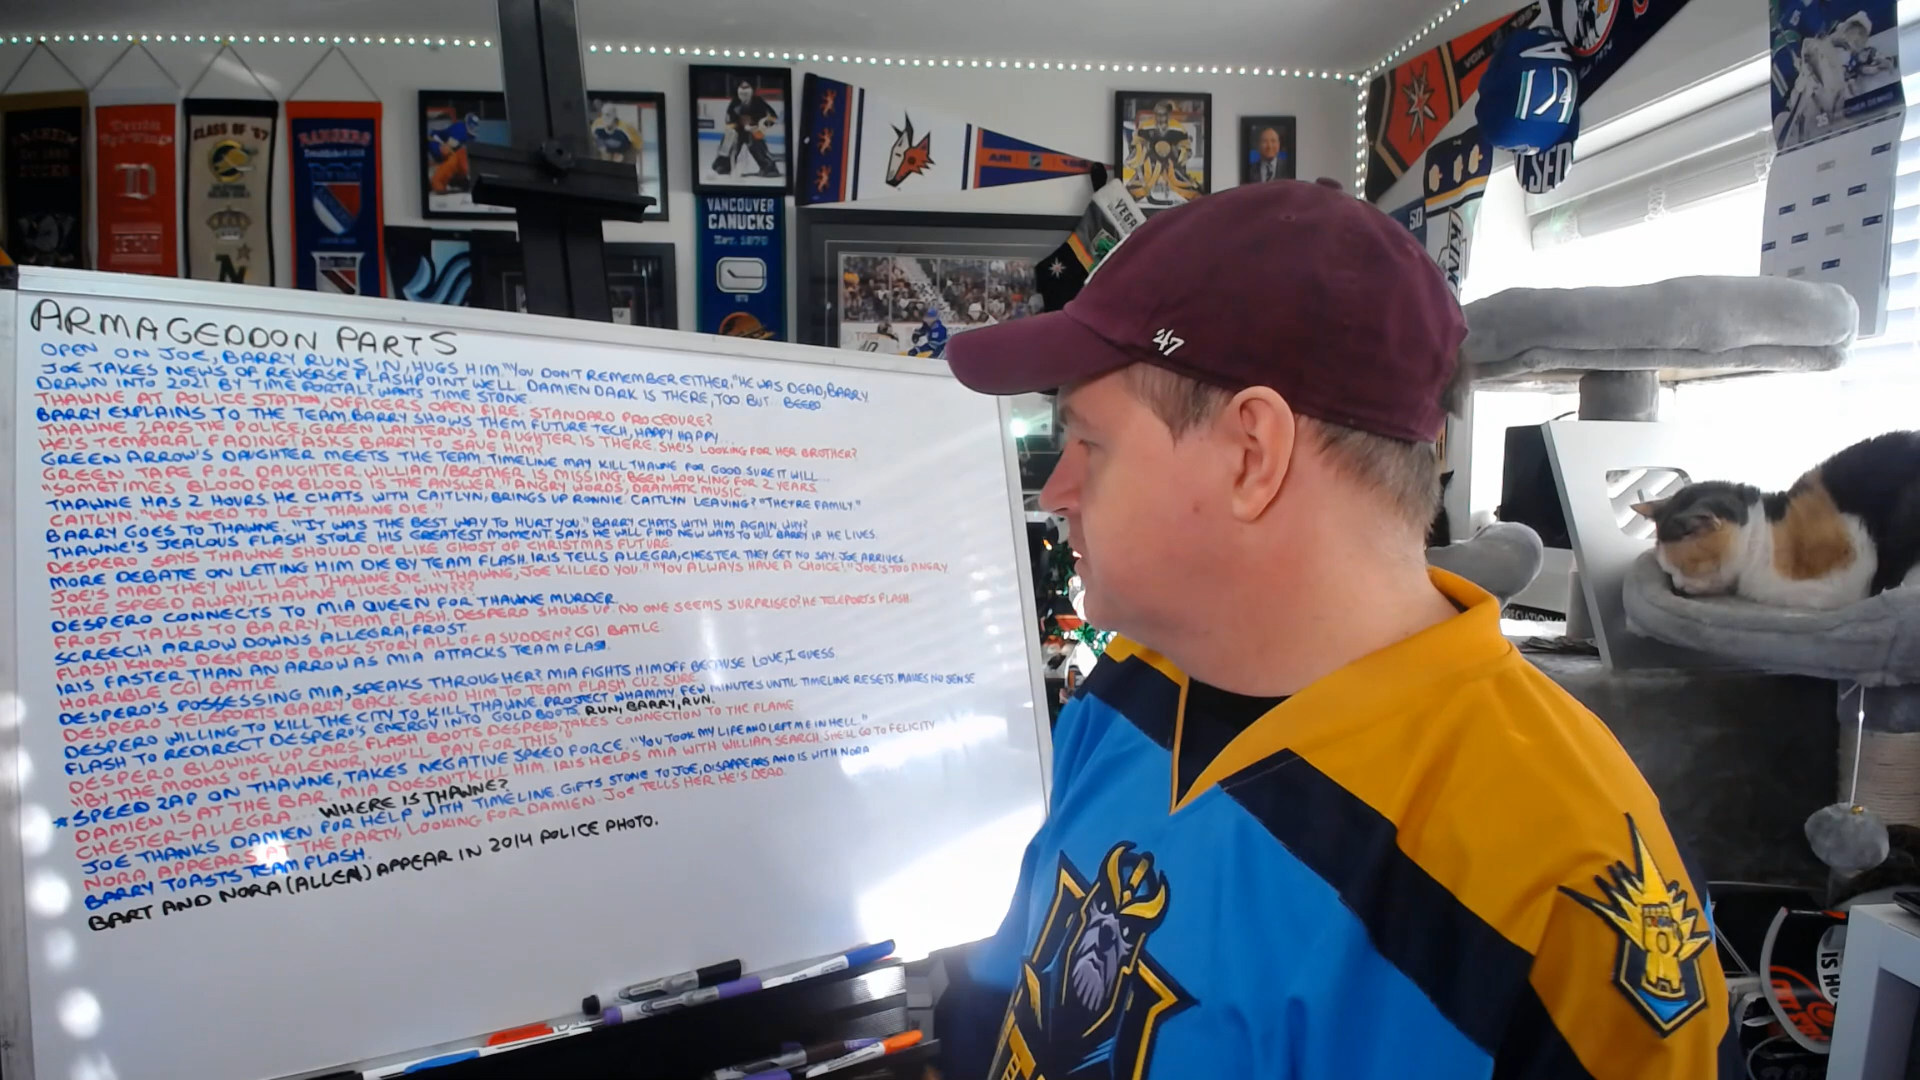 ARMAGEDDON PART 5
OPEN ON JOE, BARRY RUNS IN, HUGS HIM. "YOU DON'T REMEMBER EITHER." HE WAS DEAD, BARRY
JOE TAKES NEWS OF REVERSE FLASHPOINT WELL. DAMIEN DARK IS THERE, TOO BUT... BEEBO
DRAWN INTO 2021 BY TIME PORTAL? WANTS TIME STONE.
THAWNE AT POLICE STATION, OFFICERS OPEN FIRE. STANDARD PROCEDURE?
BARRY EXPLAINS TO THE TEAM. BARRY SHOWS THEM FUTURE TECH, HAPPY HAPPY...
THAWNE ZAPS THE POLICE, GREEN LANTERN'S DAUGHTER IS THERE. SHE'S LOOKING FOR HER BROTHER?
HE'S TEMPORAL FADING! ASKS BARRY TO SAVE HIM?
GREEN ARROW'S DAUGHTER MEETS THE TEAM. TIMELINE MAY KILL THAWNE FOR GOOD SURE IT WILL...
GREEN TAPE FOR DAUGHTER. WILLIAM/BROTHER IS MISSING. BEEN LOOKING FOR 2 YEARS.
"SOMETIMES BLOOD FOR BLOOD IS THE ANSWER." ANGRY WORDS, DRAMATIC MUSIC.
THAWNE HAS 2 HOURS. HE CHATS WITH CAITLYN, BRINGS UP RONNIE. CAITLYN LEAVING? "THEY'RE FAMILY"
CAITLYN. "WE NEED TO LET THAWNE DIE."
BARRY GOES TO THAWNE. "IT WAS THE BEST WAY TO HURT YOU." BARRY CHATS WITH HIM AGAIN. WHY?
THAWNE'S JEALOUS FLASH STOLE HIS GREATEST MOMENT. SAYS HE WILL FIND NEW WAYS TO KILL BARRY IF HE LIVES.
DESPERO SAYS THAWNE SHOULD DIE LIKE GHOST OF CHRISTMAS FUTURE.
MORE DEBATE ON LETTING HIM DIE BY TEAM FLASH. IRIS TELLS ALLEGRA, CHESTER THEY GET NO SAY. JOE ARRIVES.
JOE'S MAD THEY WILL LET THAWNE DIE. "THAWNE, JOE KILLED YOU." "YOU ALWAYS HAVE A CHOICE!" JOE'S TOO ANGRY
TAKE SPEED AWAY, THAWNE LIVES. WHY???
DESPERO CONNECTS TO MIA QUEEN FOR THAWNE MURDER.
FROST TALKS TO BARRY, TEAM FLASH. DESPERO SHOWS UP. NO ONE SEEMS SURPRISED? HE TELEPORTS FLASH.
SCREECH ARROW DOWNS ALLEGRA, FROST.
FLASH KNOWS DESPERO'S BACK STORY ALL OF A SUDDEN? CGI BATTLE.
IRIS FASTER THAN AN ARROW AS MIA ATTACKS TEAM FLASH.
HORRIBLE CGI BATTLE.
DESPERO'S POSSESSING MIA, SPEAKS THROUGH HER? MIA FIGHTS HIM OFF BECAUSE LOVE, I GUESS
DESPERO TELEPORTS BARRY BACK. SEND HIM TO TEAM FLASH CUZ SURE.
DESPERO WILLING TO KILL THE CITY TO KILL THAWNE. PROJECT WHAMMY. FEW MINUTES UNTIL TIMELINE RESETS. MAKES NO SENSE
FLASH TO REDIRECT DESPERO'S ENERGY INTO GOLD BOOTS. RUN, BARRY, RUN.
DESPERO BLOWING UP CARS. FLASH BOOTS DESPERO, TAKES CONNECTION TO THE FLAME
"BY THE MOONS OF KALENOR, YOU'LL PAY FOR THIS."
*SPEED ZAP ON THAWNE, TAKES NEGATIVE SPEED FORCE. "YOU TOOK MY LIFE AND LEFT ME IN HELL."
DAMIEN IS AT THE BAR. MIA DOESN'T KILL HIM. IRIS HELPS MIA WITH WILLIAM SEARCH. SHE'LL GO TO FELICITY
CHESTER-ALLEGRA... WHERE IS THAWNE?
JOE THANKS DAMIEN FOR HELP WITH TIMELINE. GIFTS STONE TO JOE, DISAPPEARS AND IS WITH NORA
NORA APPEARS AT THE PARTY, LOOKING FOR DAMIEN. JOE TELLS HER HE'S DEAD.
BARRY TOASTS TEAM FLASH.
BART AND NORA (ALLEN) APPEAR IN 2014 POLICE PHOTO.
CLASS OF '67
RANGERS
VANCOUVER
CANUCKS
Est. 1970
VEGAS
'47
50